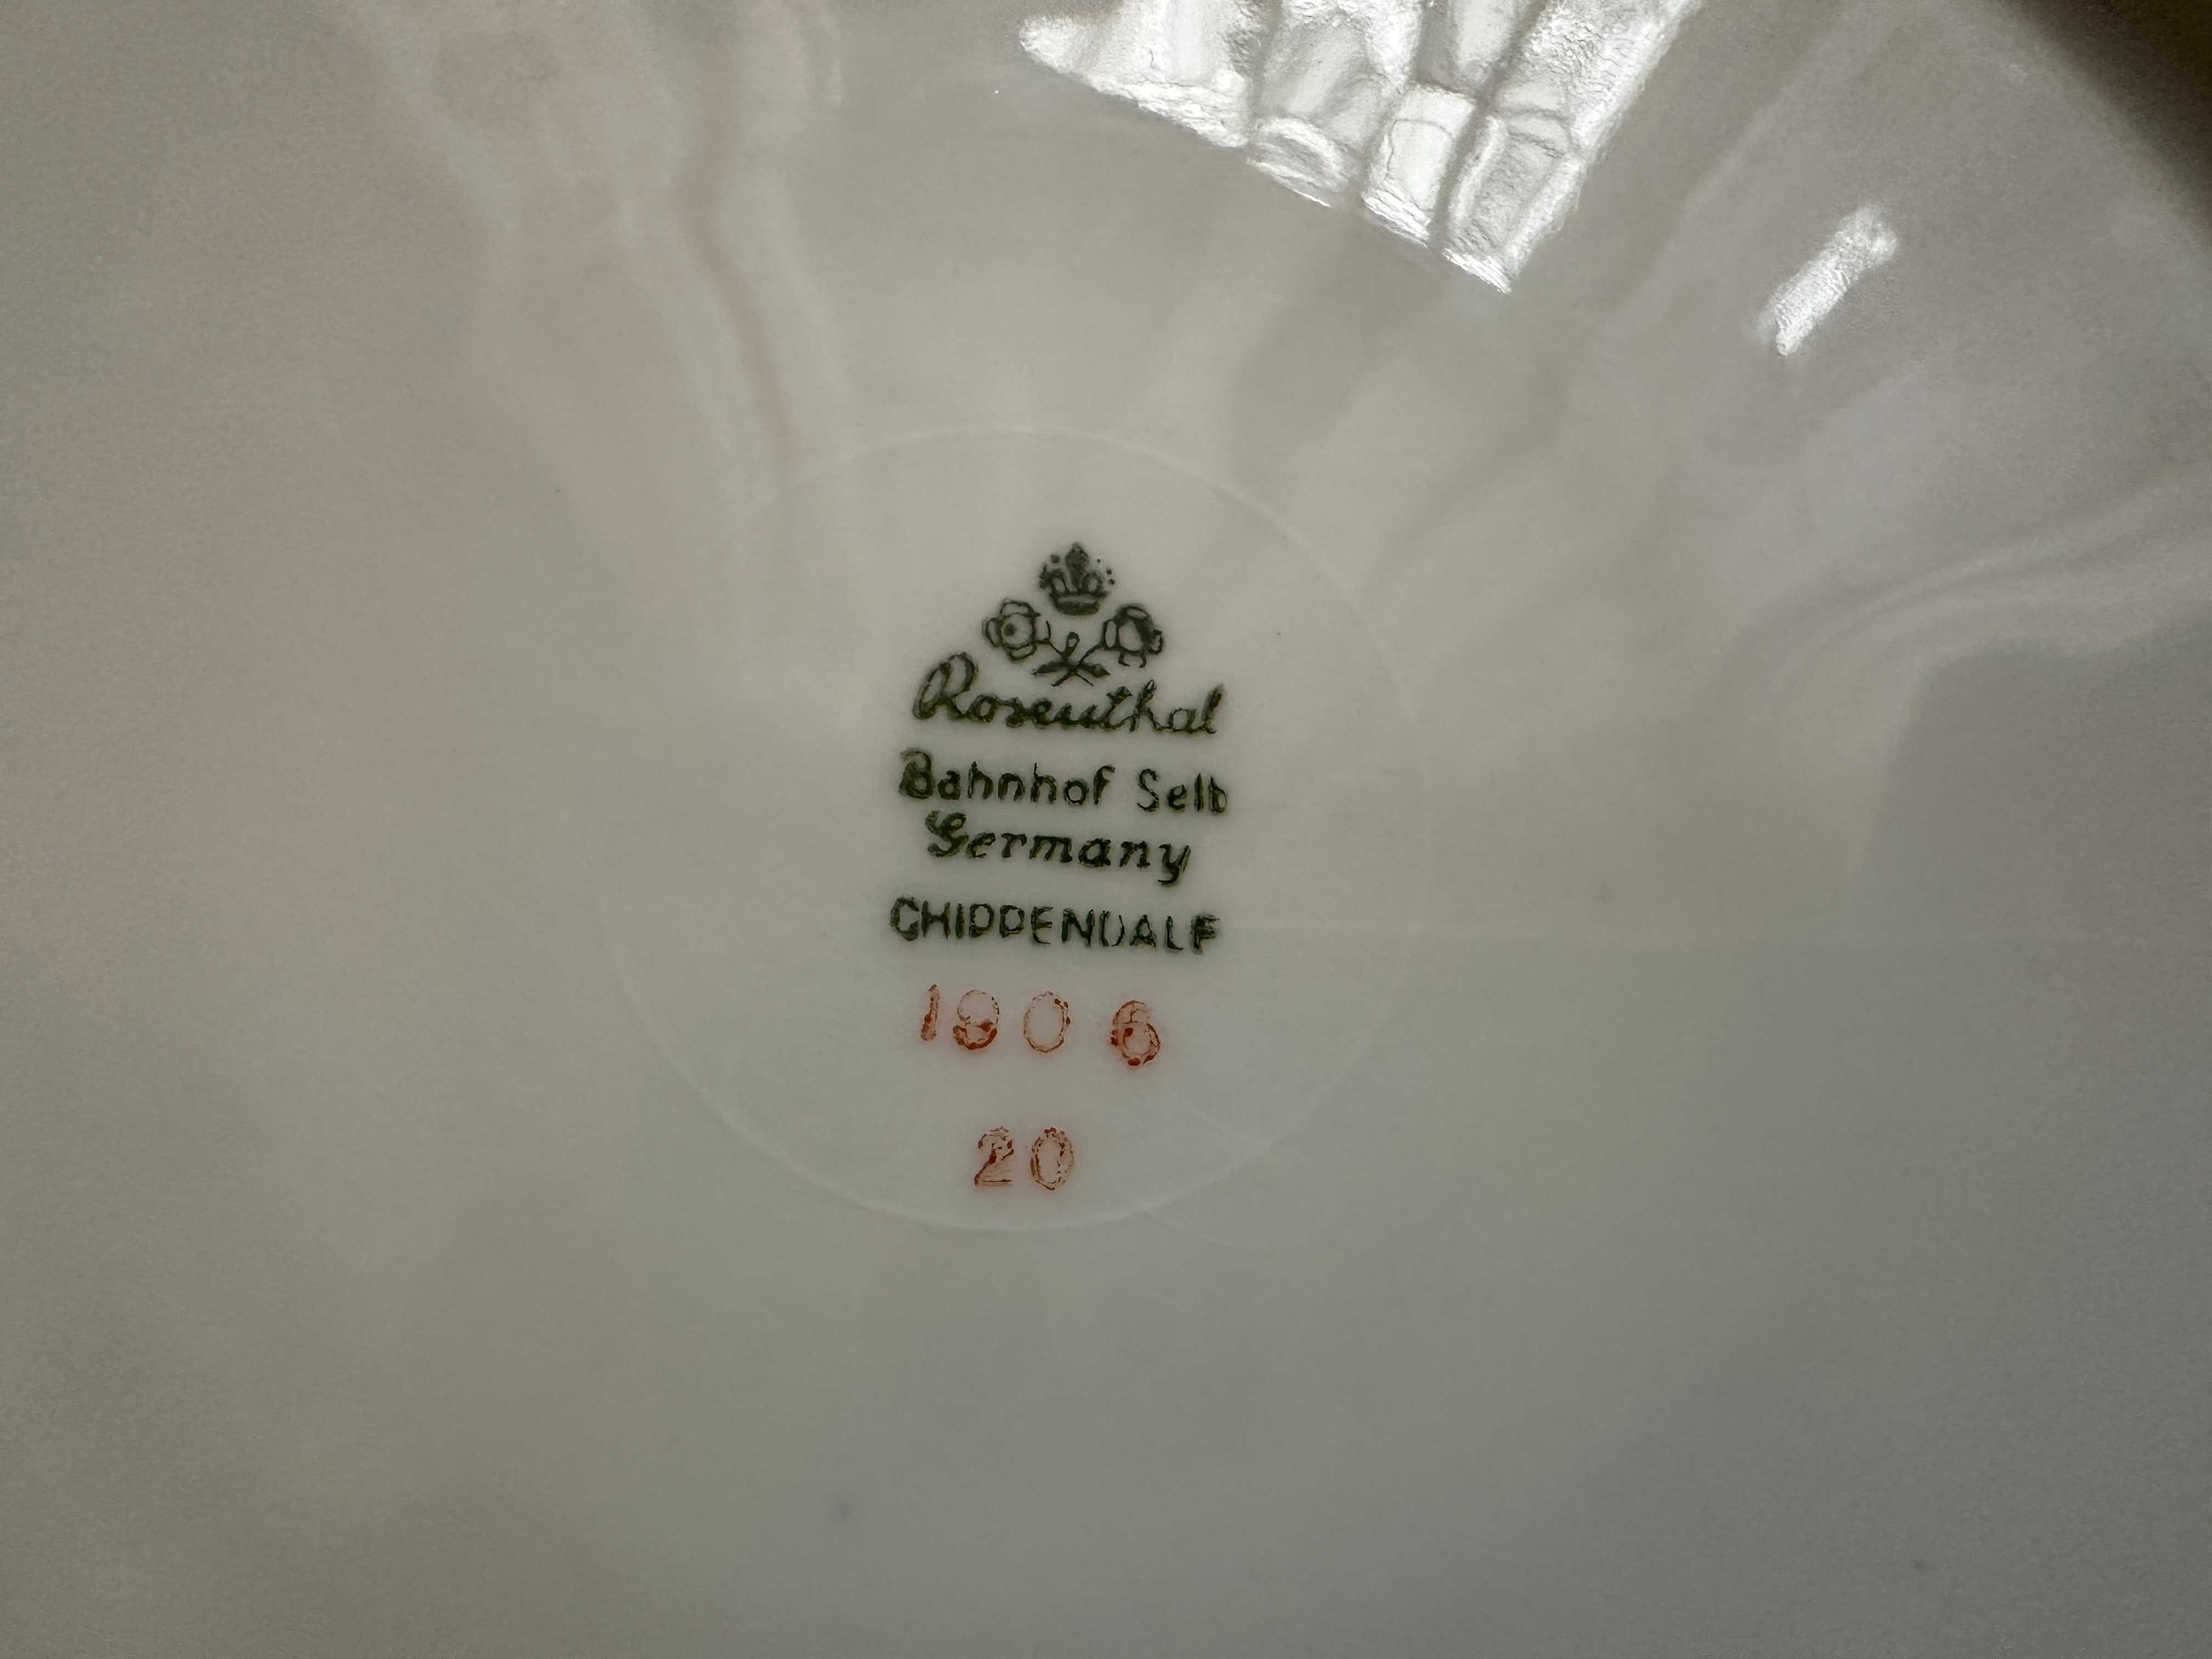 Rosenthal
Bahnhof Selb
Germany
CHIPPENDALE
1906
20